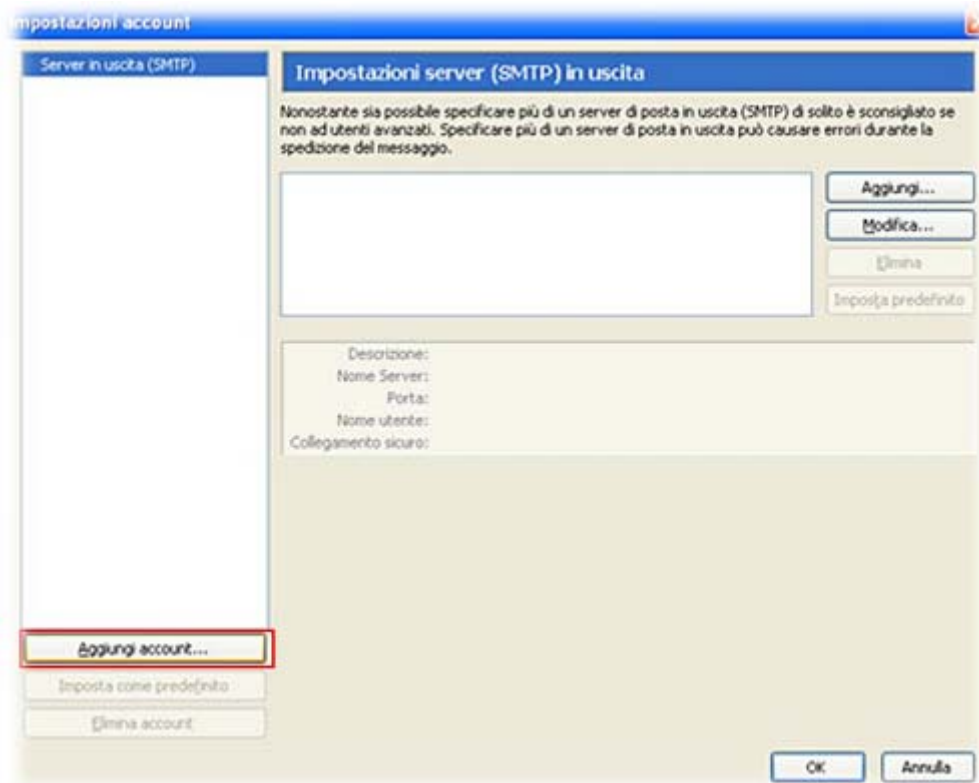 mpostazioni account
Server in uscita (SMTP)
Impostazioni server (SMTP) in uscita
Nonostante sia possibile specificare più di un server di posta in uscita (SMTP) di solito è sconsigliato se
non ad utenti avanzati. Specificare più di un server di posta in uscita può causare errori durante la
spedizione del messaggio.
Aggiungi...
Modifica...
Elimina
Imposta predefinito
Descrizione:
Nome Server:
Porta:
Nome utente:
Collegamento sicuro:
Aggiungi account...
Imposta come predefinito
Elimina account
OK
Annulla